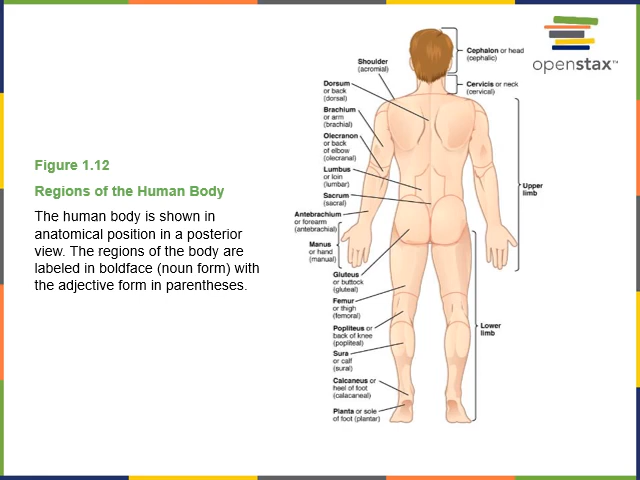 openstax™
Figure 1.12
Regions of the Human Body
The human body is shown in
anatomical position in a posterior
view. The regions of the body are
labeled in boldface (noun form) with
the adjective form in parentheses.
Cephalon or head
(cephalic)
Cervicis or neck
(cervical)
Shoulder
(acromial)
Dorsum
or back
(dorsal)
Brachium
or arm
(brachial)
Olecranon
or back
of elbow
(olecranal)
Lumbus
or loin
(lumbar)
Sacrum
(sacral)
Antebrachium
or forearm
(antebrachial)
Manus
or hand
(manual)
Gluteus
or buttock
(gluteal)
Femur
or thigh
(femoral)
Popliteus or
back of knee
(popliteal)
Sura
or calf
(sural)
Calcaneus or
heel of foot
(calacaneal)
Planta or sole
of foot (plantar)
Upper
limb
Lower
limb